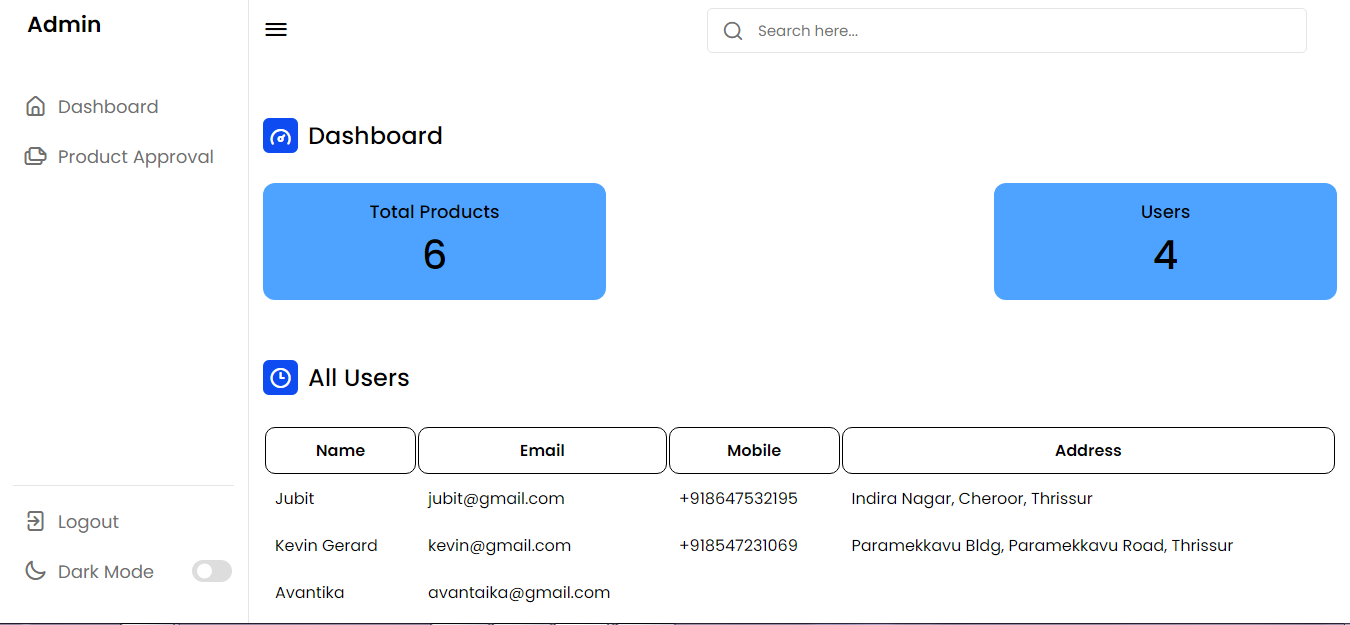 Admin
Search here...
Dashboard
Product Approval
Dashboard
Total Products
6
Users
4
All Users
Name Email Mobile Address
Jubit jubit@gmail.com +918647532195 Indira Nagar, Cheroor, Thrissur
Kevin Gerard kevin@gmail.com +918547231069 Paramekkavu Bldg, Paramekkavu Road, Thrissur
Avantika avantaika@gmail.com
Logout
Dark Mode